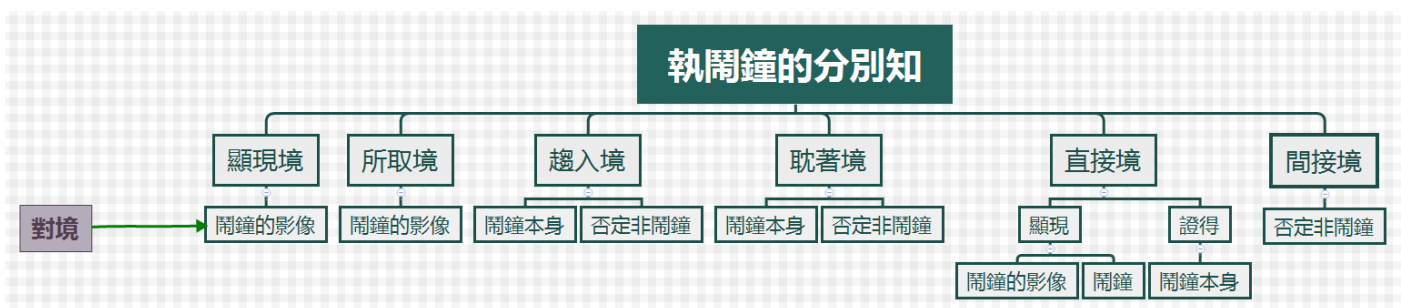 執鬧鐘的分別知
顯現境
所取境
趨入境
耽著境
直接境
間接境
對境
鬧鐘的影像
鬧鐘的影像
鬧鐘本身
否定非鬧鐘
鬧鐘本身
否定非鬧鐘
顯現
證得
否定非鬧鐘
鬧鐘的影像
鬧鐘
鬧鐘本身